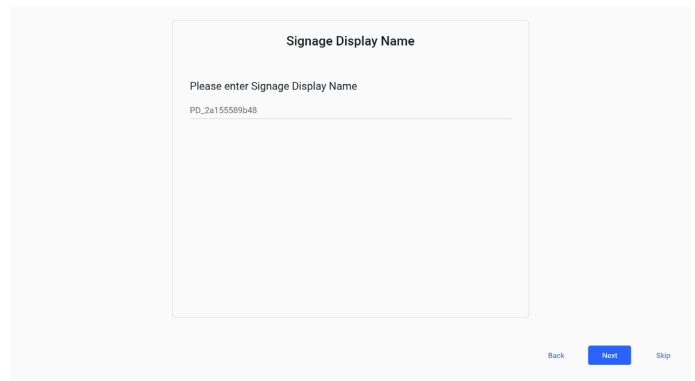 Signage Display Name
Please enter Signage Display Name
PD_2a155589b48
Back
Next
Skip